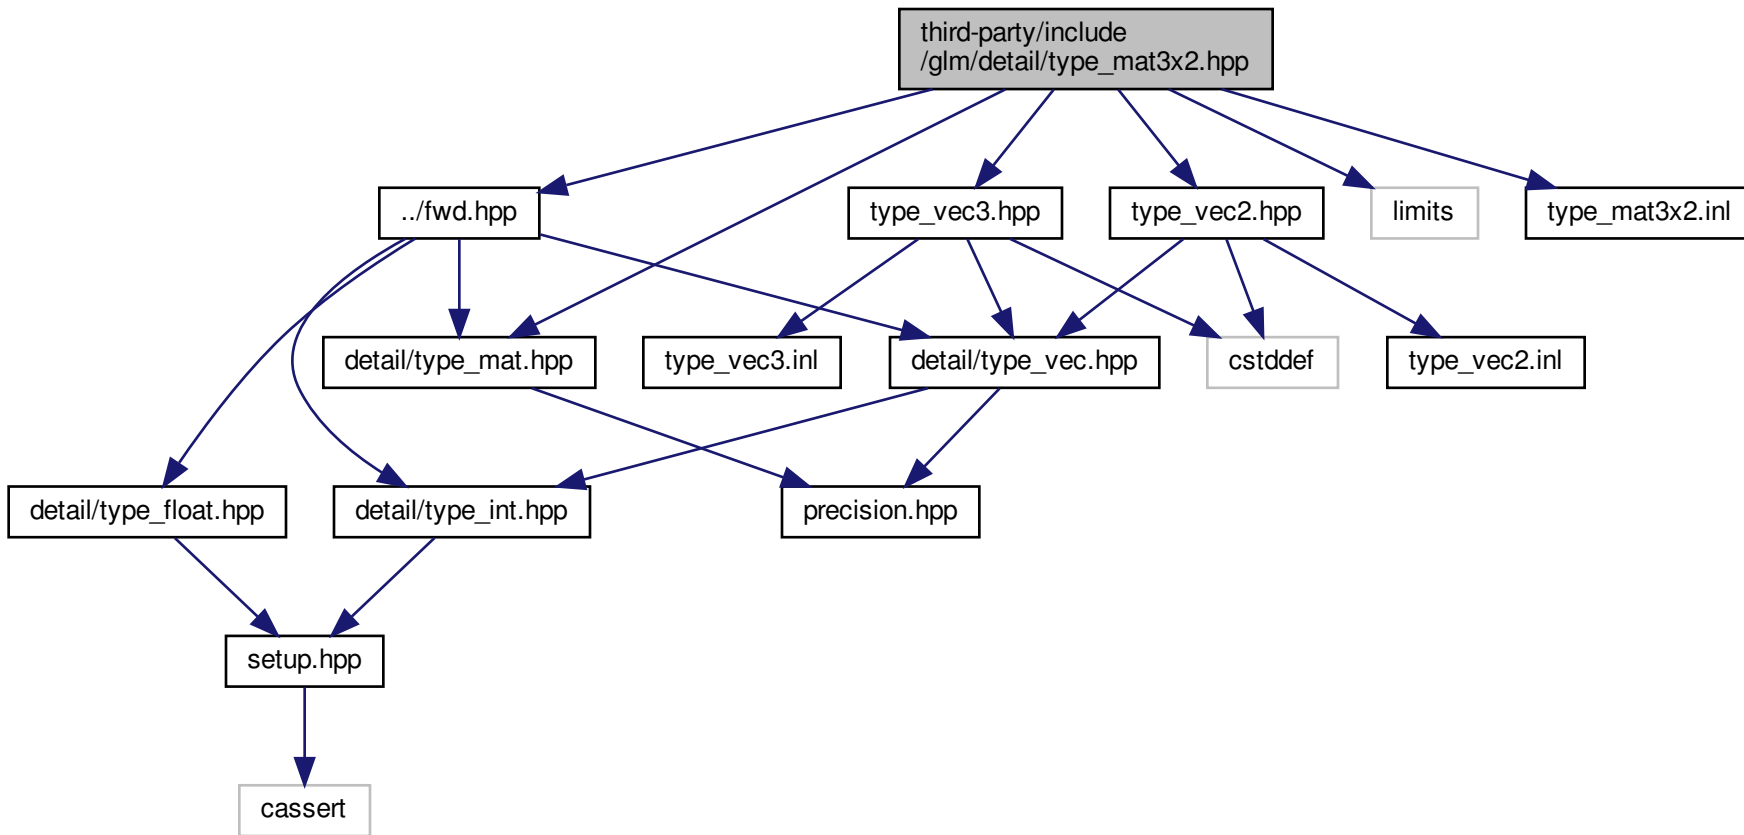 third-party/include
/glm/detail/type_mat3x2.hpp
../fwd.hpp
type_vec3.hpp
type_vec2.hpp
limits
type_mat3x2.inl
detail/type_mat.hpp
type_vec3.inl
detail/type_vec.hpp
cstddef
type_vec2.inl
detail/type_float.hpp
detail/type_int.hpp
precision.hpp
setup.hpp
cassert